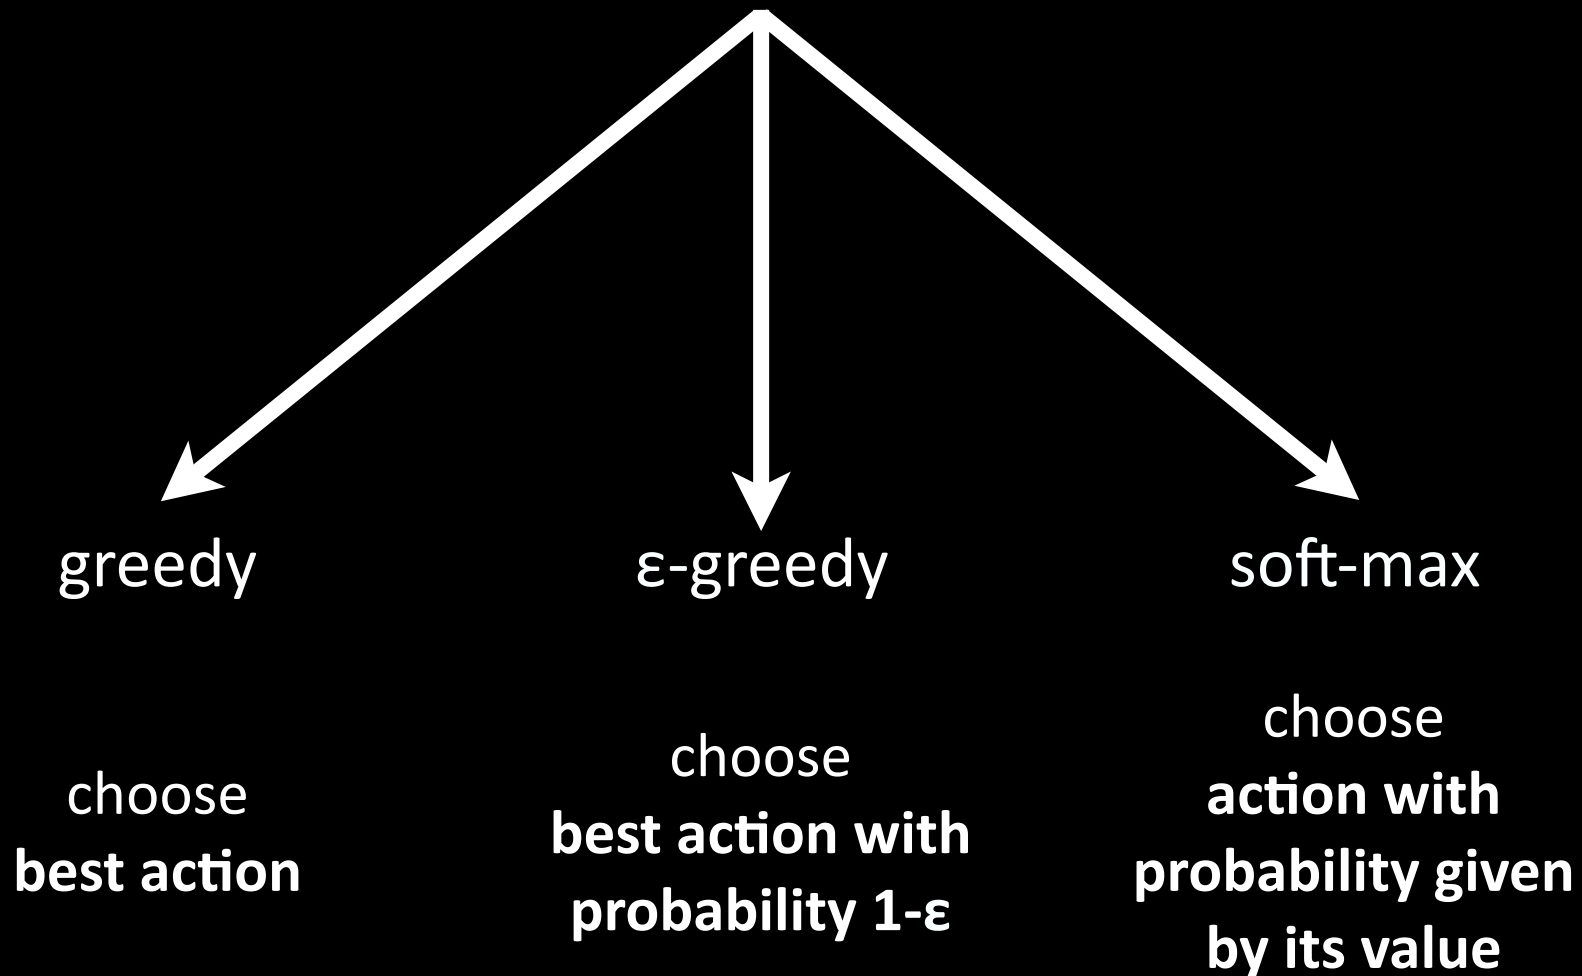 greedy
choose
best action
ε-greedy
choose
best action with
probability 1-ε
soft-max
choose
action with
probability given
by its value